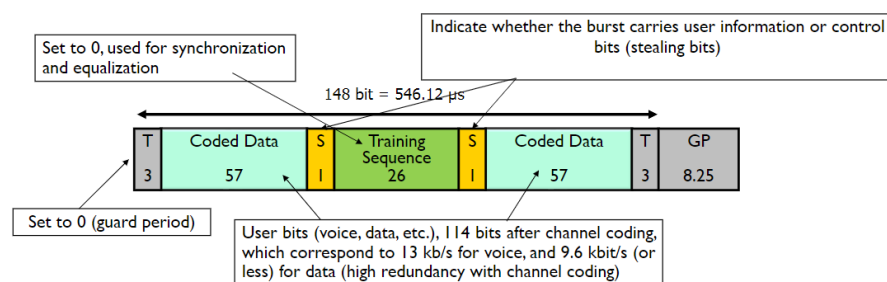 Indicate whether the burst carries user information or control
bits (stealing bits)
Set to 0, used for synchronization
and equalization
148 bit = 546.12 µs
T Coded Data S Training S Coded Data T GP
Sequence
3 57 1 26 1 57 3 8.25
Set to 0 (guard period)
User bits (voice, data, etc.), 114 bits after channel coding,
which correspond to 13 kb/s for voice, and 9.6 kbit/s (or
less) for data (high redundancy with channel coding)